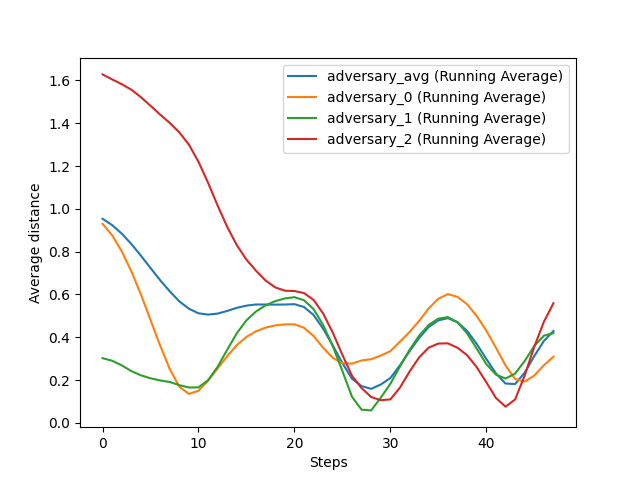 adversary_avg (Running Average)
adversary_0 (Running Average)
adversary_1 (Running Average)
adversary_2 (Running Average)
Average distance
1.6
1.4
1.2
1.0
0.8
0.6
0.4
0.2
0.0
0
10
20
30
40
Steps